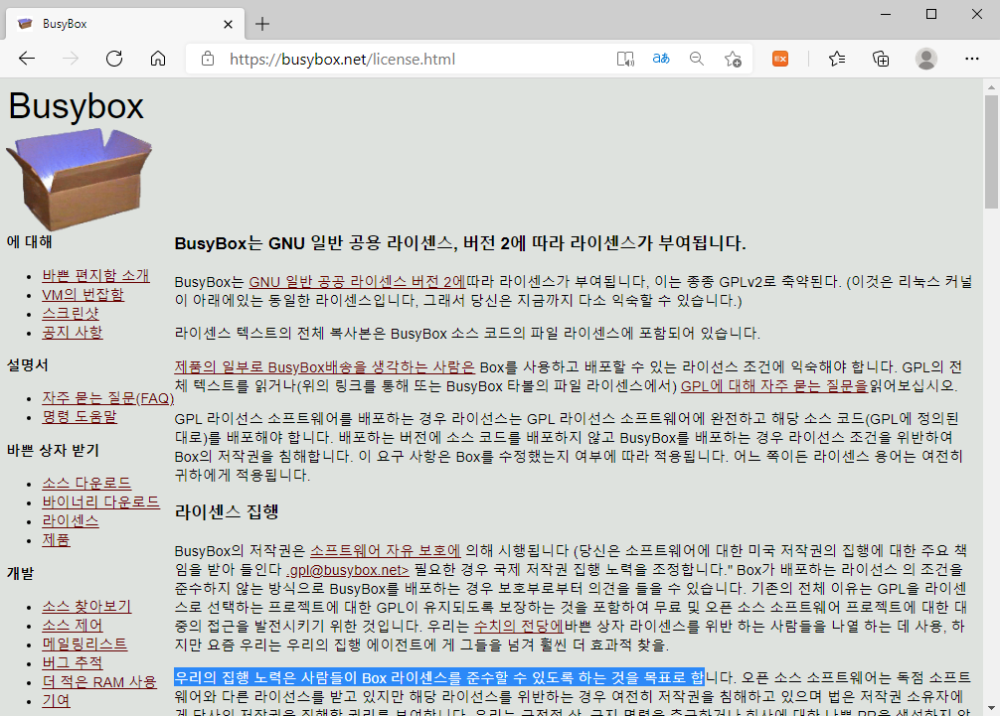 BusyBox
https://busybox.net/license.html
Busybox
에 대해
바쁜 편지함 소개
VM의 번잡함
스크린샷
공지 사항
설명서
자주 묻는 질문(FAQ)
명령 도움말
바쁜 상자 받기
소스 다운로드
바이너리 다운로드
라이센스
제품
개발
소스 찾아보기
소스 제어
메일링리스트
버그 추적
더 적은 RAM 사용
기여
BusyBox는 GNU 일반 공용 라이센스, 버전 2에 따라 라이센스가 부여됩니다.
BusyBox는 GNU 일반 공공 라이센스 버전 2에따라 라이센스가 부여됩니다, 이는 종종 GPLv2로 축약된다. (이것은 리눅스 커널
이 아래에있는 동일한 라이센스입니다, 그래서 당신은 지금까지 다소 익숙할 수 있습니다.)
라이센스 텍스트의 전체 복사본은 BusyBox 소스 코드의 파일 라이센스에 포함되어 있습니다.
제품의 일부로 BusyBox배송을 생각하는 사람은 Box를 사용하고 배포할 수 있는 라이선스 조건에 익숙해야 합니다. GPL의 전
체 텍스트를 읽거나(위의 링크를 통해 또는 BusyBox 타볼의 파일 라이센스에서) GPL에 대해 자주 묻는 질문을읽어보십시오.
GPL 라이선스 소프트웨어를 배포하는 경우 라이선스는 GPL 라이선스 소프트웨어에 완전하고 해당 소스 코드(GPL에 정의된
대로)를 배포해야 합니다. 배포하는 버전에 소스 코드를 배포하지 않고 BusyBox를 배포하는 경우 라이선스 조건을 위반하여
Box의 저작권을 침해합니다. 이 요구 사항은 Box를 수정했는지 여부에 따라 적용됩니다. 어느 쪽이든 라이센스 용어는 여전히
귀하에게 적용됩니다.
라이센스 집행
BusyBox의 저작권은 소프트웨어 자유 보호에 의해 시행됩니다 (당신은 소프트웨어에 대한 미국 저작권의 집행에 대한 주요 책
임을 받아 들인다 .gpl@busybox.net> 필요한 경우 국제 저작권 집행 노력을 조정합니다." Box가 배포하는 라이선스 의 조건을
준수하지 않는 방식으로 BusyBox를 배포하는 경우 보호부로부터 의견을 들을 수 있습니다. 기존의 전체 이유는 GPL을 라이센
스로 선택하는 프로젝트에 대한 GPL이 유지되도록 보장하는 것을 포함하여 무료 및 오픈 소스 소프트웨어 프로젝트에 대한 대
중의 접근을 발전시키기 위한 것입니다. 우리는 수치의 전당에바쁜 상자 라이센스를 위반 하는 사람들을 나열 하는 데 사용, 하
지만 요즘 우리는 우리의 집행 에이전트에 게 그들을 넘겨 훨씬 더 효과적 찾을.
우리의 집행 노력은 사람들이 Box 라이센스를 준수할 수 있도록 하는 것을 목표로 합니다. 오픈 소스 소프트웨어는 독점 소프트
웨어와 다른 라이선스를 받고 있지만 해당 라이선스를 위반하는 경우 여전히 저작권을 침해하고 있으며 법은 저작권 소유자에